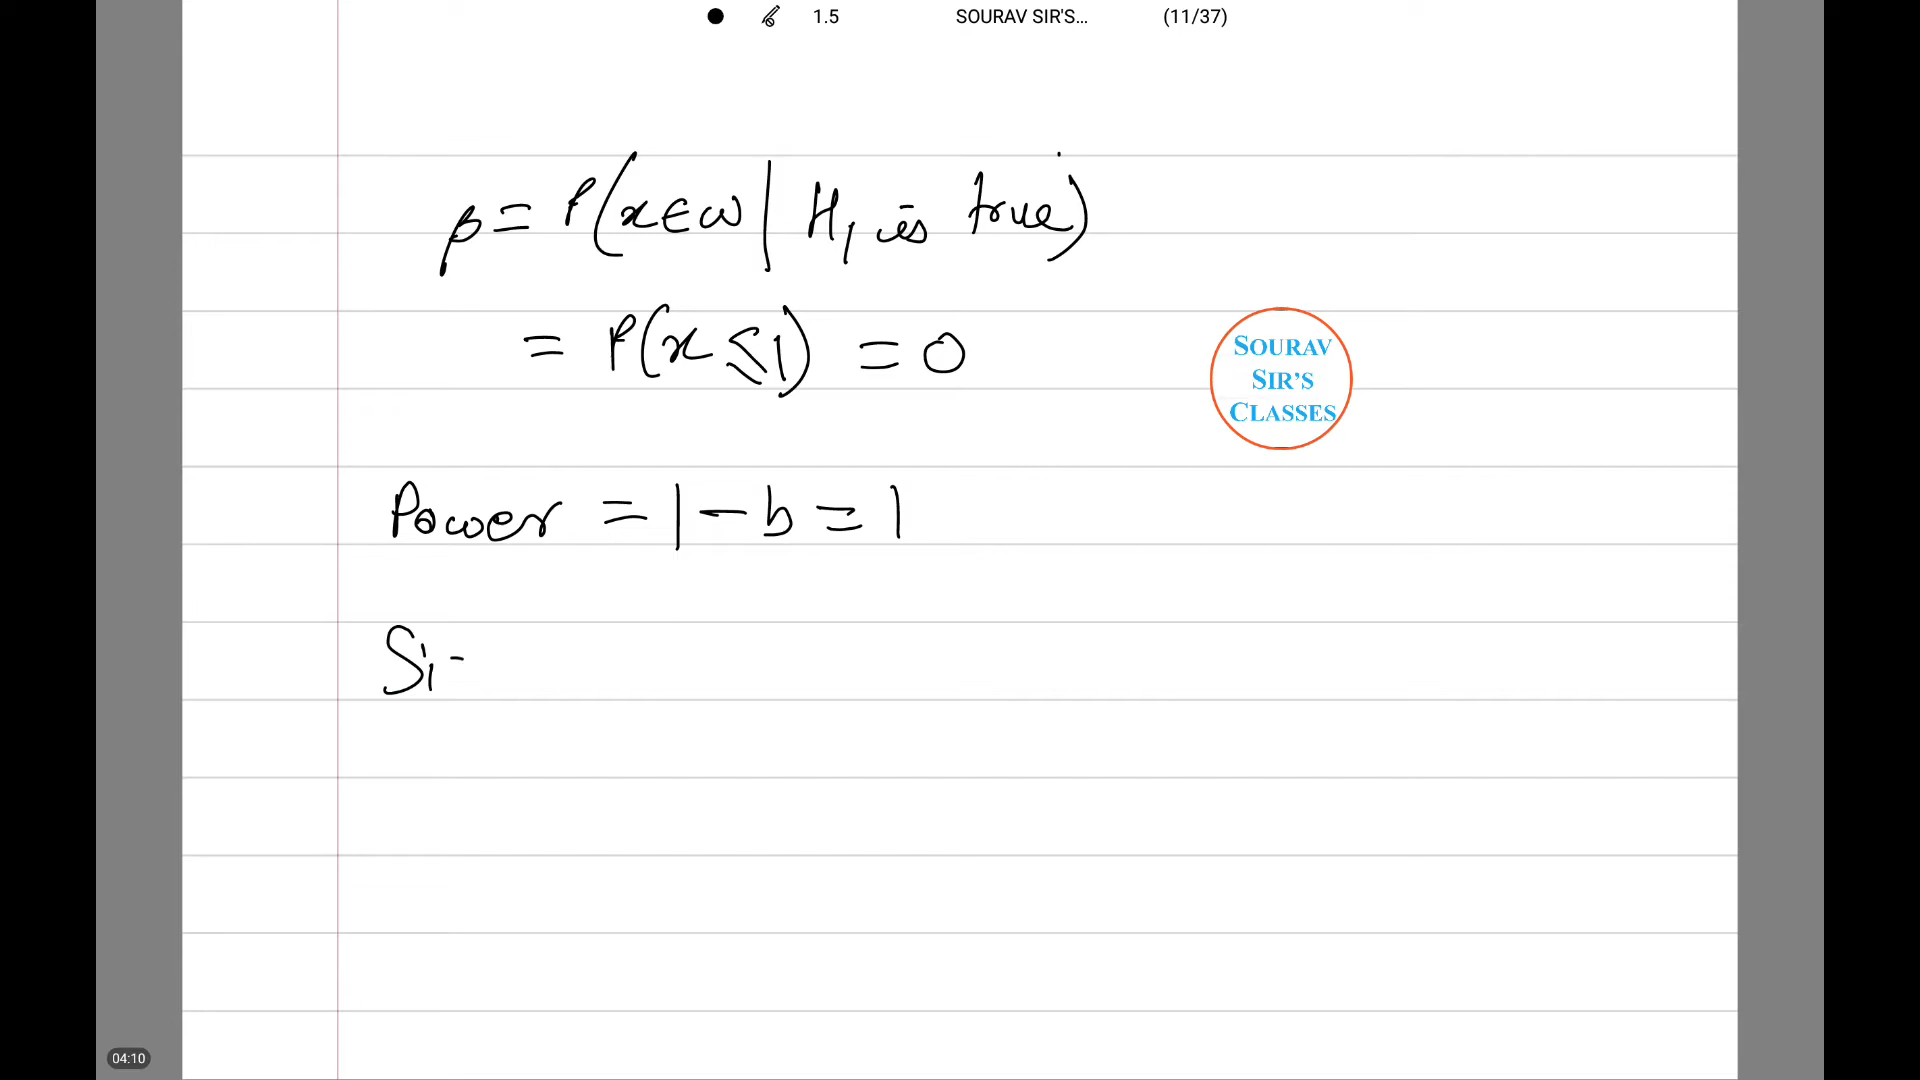 1.5 SOURAV SIR'S... (11/37)
β = P(x∈ω | H₁ is true)
= P(x ≤ 1) = 0
SOURAV
SIR'S
CLASSES
Power = 1 - b = 1
Si
04:10